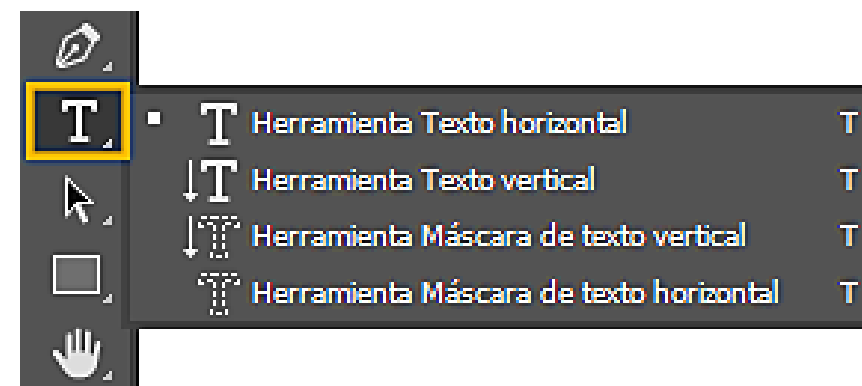 Herramienta Texto horizontal T
Herramienta Texto vertical T
Herramienta Máscara de texto vertical T
Herramienta Máscara de texto horizontal T